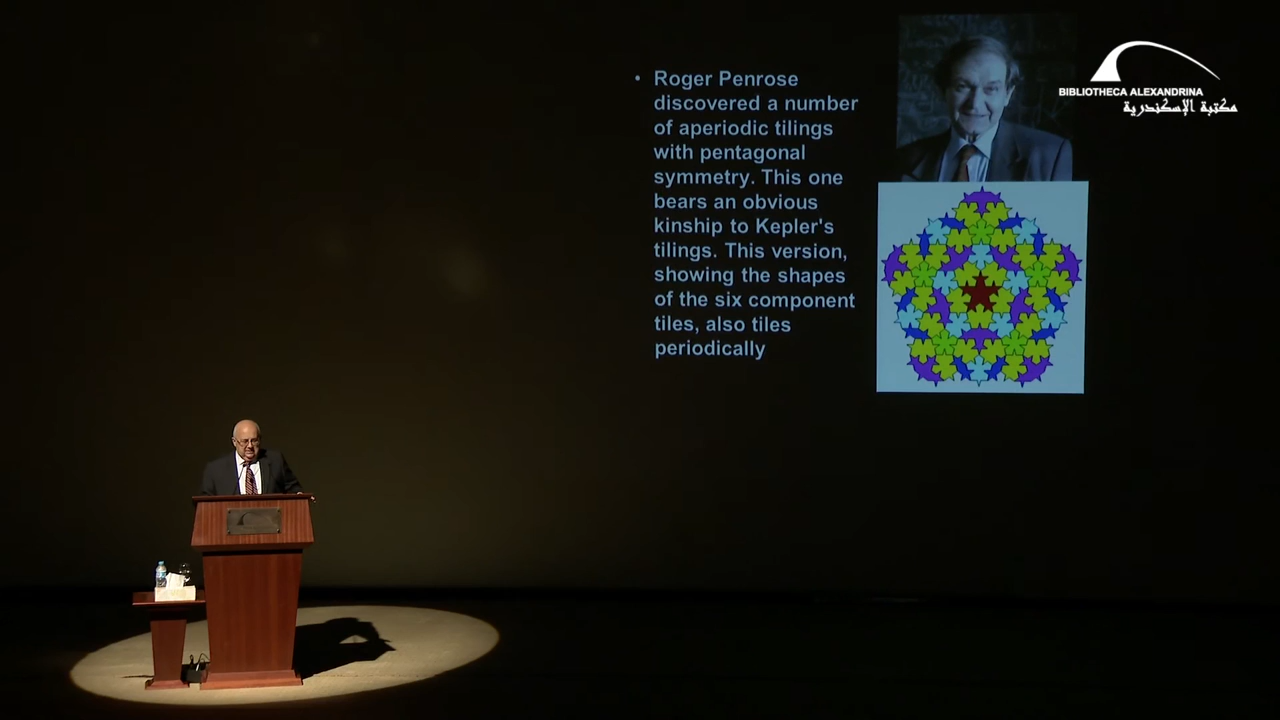 • Roger Penrose
discovered a number
of aperiodic tilings
with pentagonal
symmetry. This one
bears an obvious
kinship to Kepler's
tilings. This version,
showing the shapes
of the six component
tiles, also tiles
periodically
BIBLIOTHECA ALEXANDRINA
مكتبة الإسكندرية